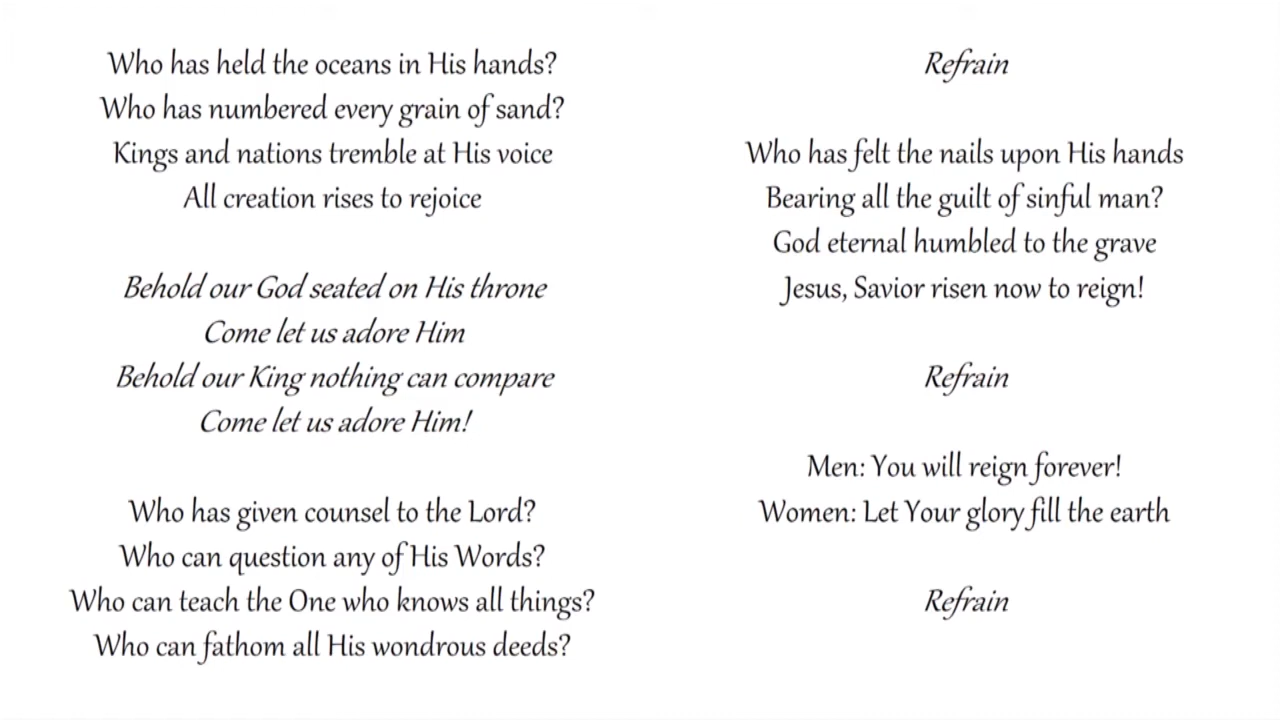 Who has held the oceans in His hands?
Who has numbered every grain of sand?
Kings and nations tremble at His voice
All creation rises to rejoice
Behold our God seated on His throne
Come let us adore Him
Behold our King nothing can compare
Come let us adore Him!
Who has given counsel to the Lord?
Who can question any of His Words?
Who can teach the One who knows all things?
Who can fathom all His wondrous deeds?
Refrain
Who has felt the nails upon His hands
Bearing all the guilt of sinful man?
God eternal humbled to the grave
Jesus, Savior risen now to reign!
Refrain
Men: You will reign forever!
Women: Let Your glory fill the earth
Refrain